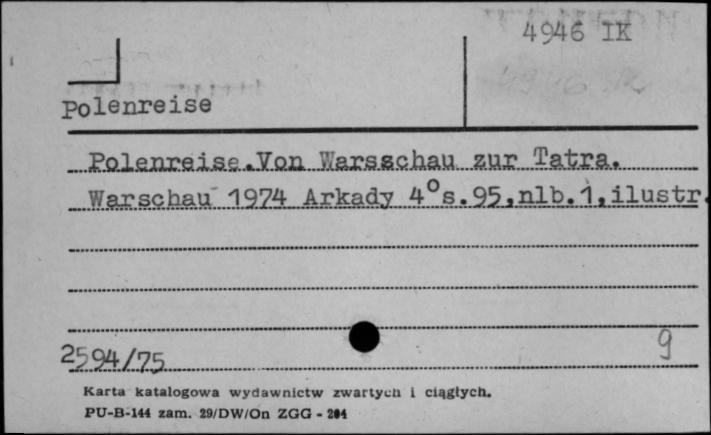 4946 IK
Polenreise
Polenreise.Von Warsschau zur Tatra.
Warschau 1974 Arkady 4°s.95,nlb.1,ilustr.
2594/75
9
Karta katalogowa wydawnictw zwartych i ciągłych.
PU-B-144 zam. 29/DW/On ZGG - 204